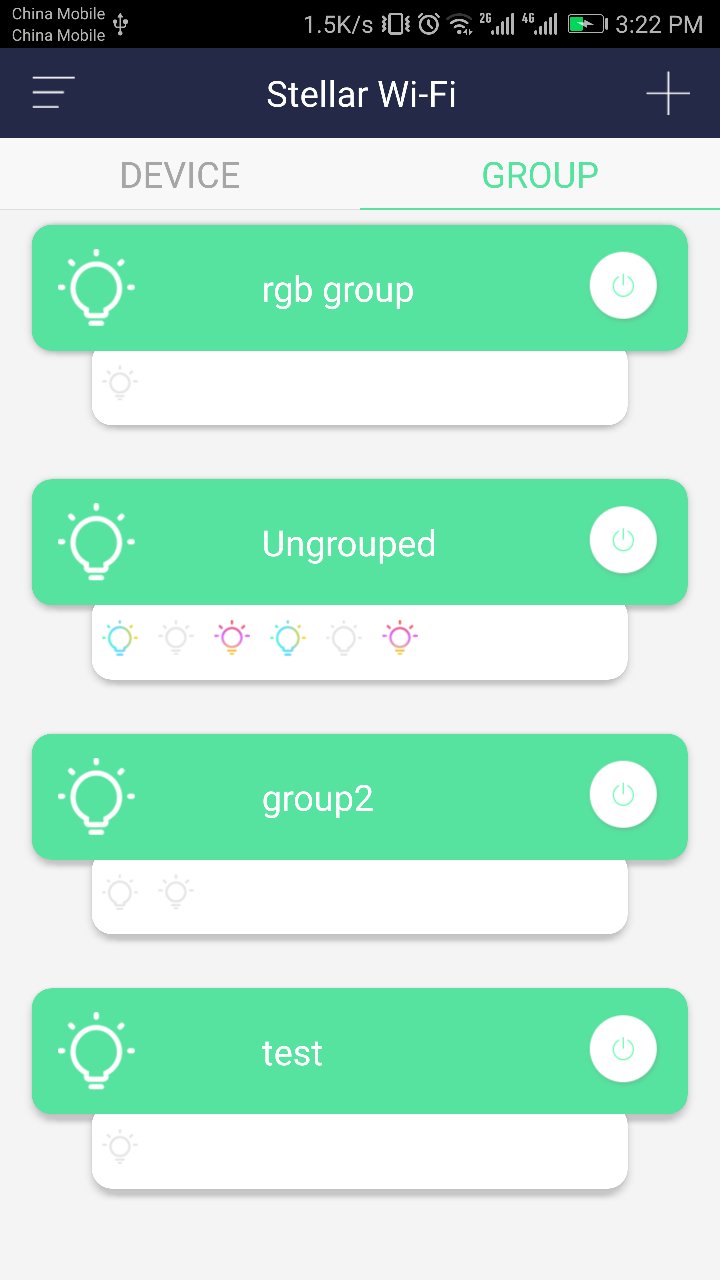 China Mobile
China Mobile
1.5K/s 2G 4G 3:22 PM
Stellar Wi-Fi
DEVICE GROUP
rgb group
Ungrouped
group2
test